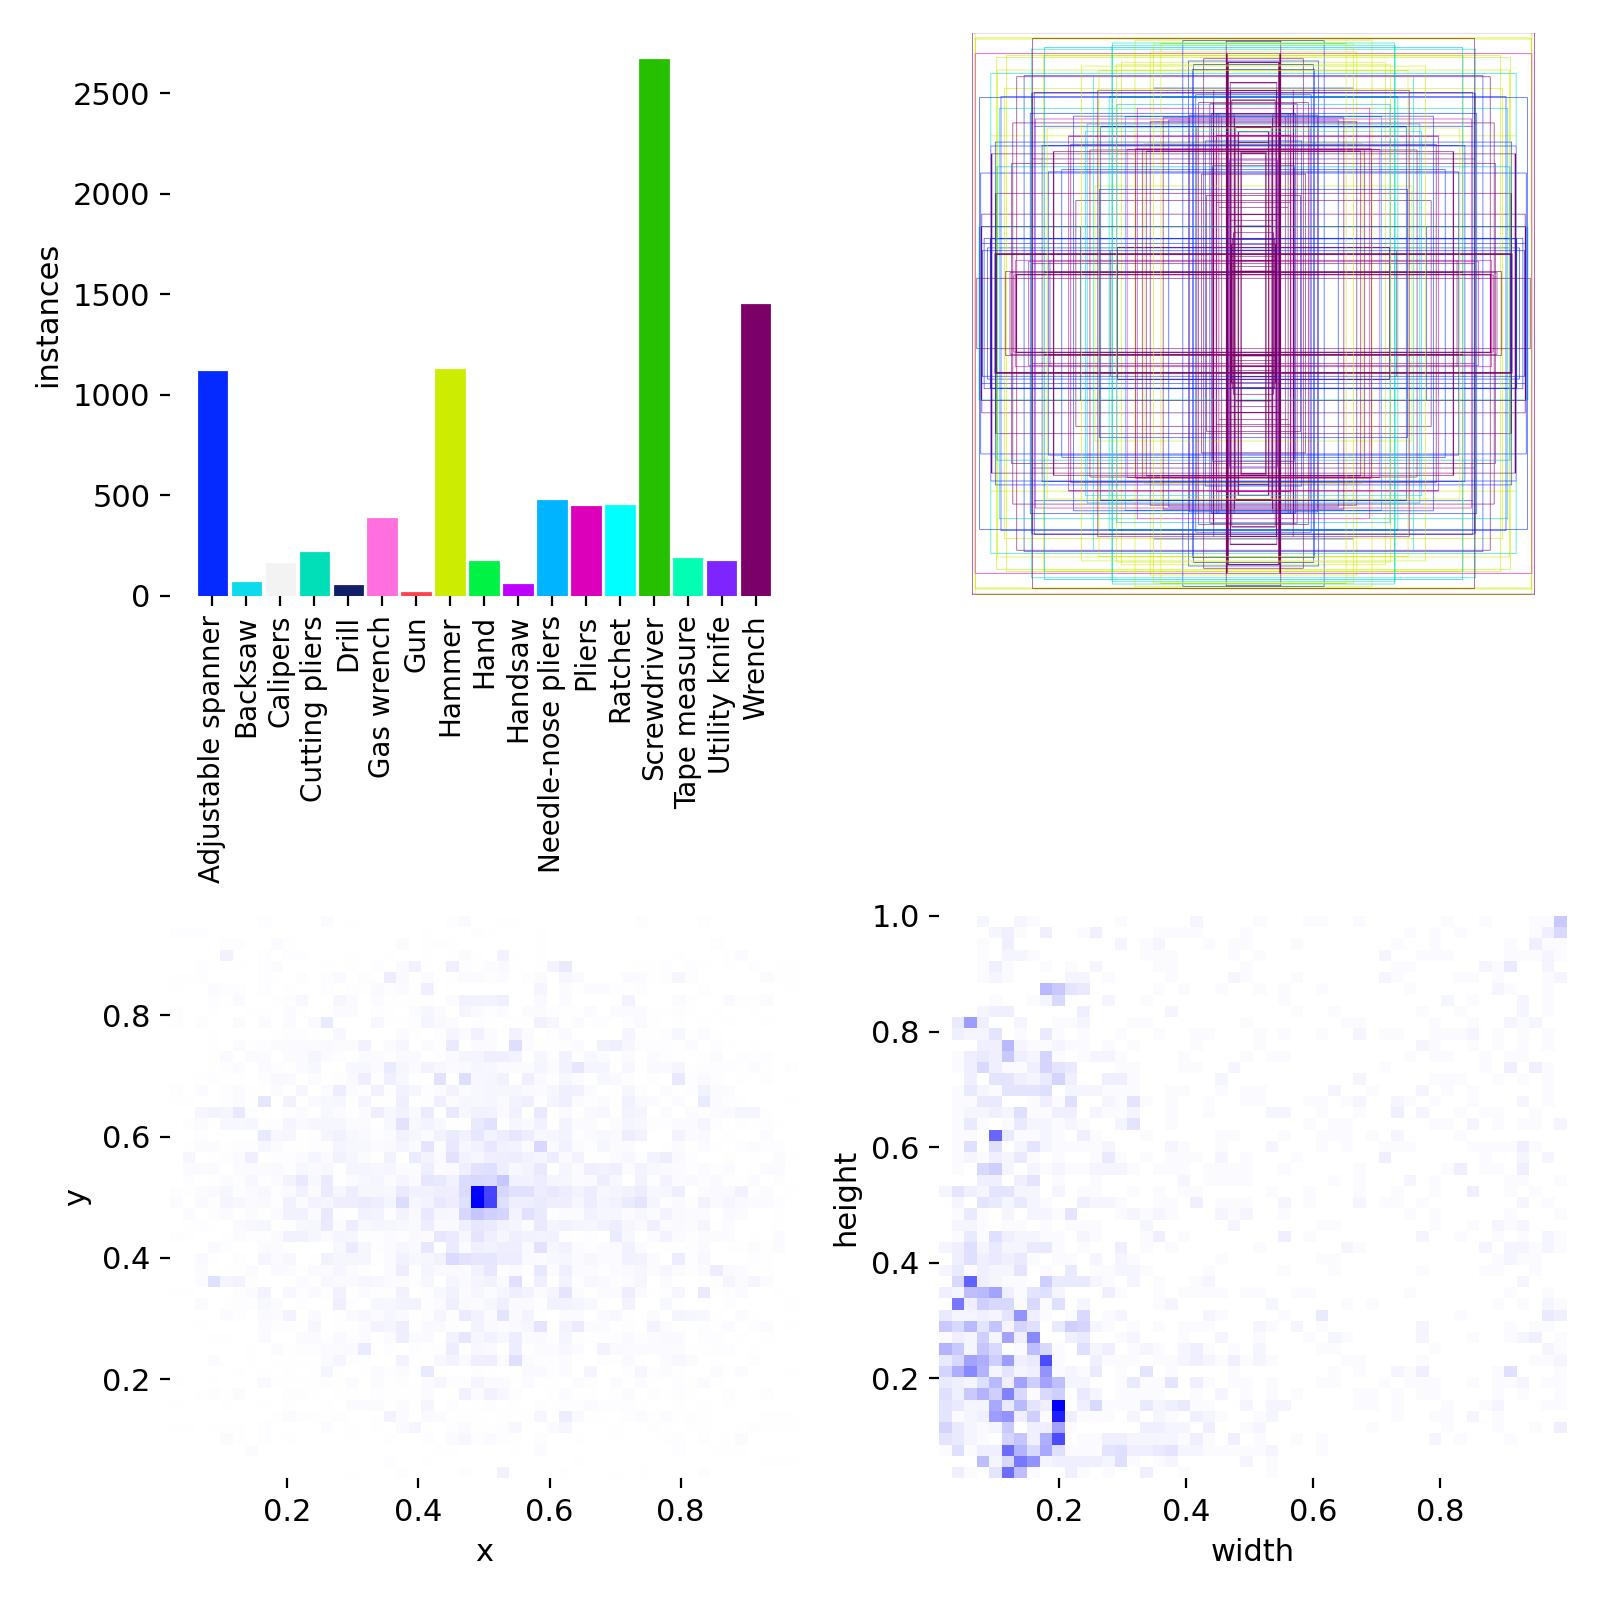 2500
2000
1500
1000
500
0
instances
Adjustable spanner
Backsaw
Calipers
Cutting pliers
Drill
Gas wrench
Gun
Hammer
Hand
Handsaw
Needle-nose pliers
Pliers
Ratchet
Screwdriver
Tape measure
Utility knife
Wrench
0.8
0.6
0.4
0.2
y
0.2 0.4 0.6 0.8
x
1.0
0.8
0.6
0.4
0.2
height
0.2 0.4 0.6 0.8
width